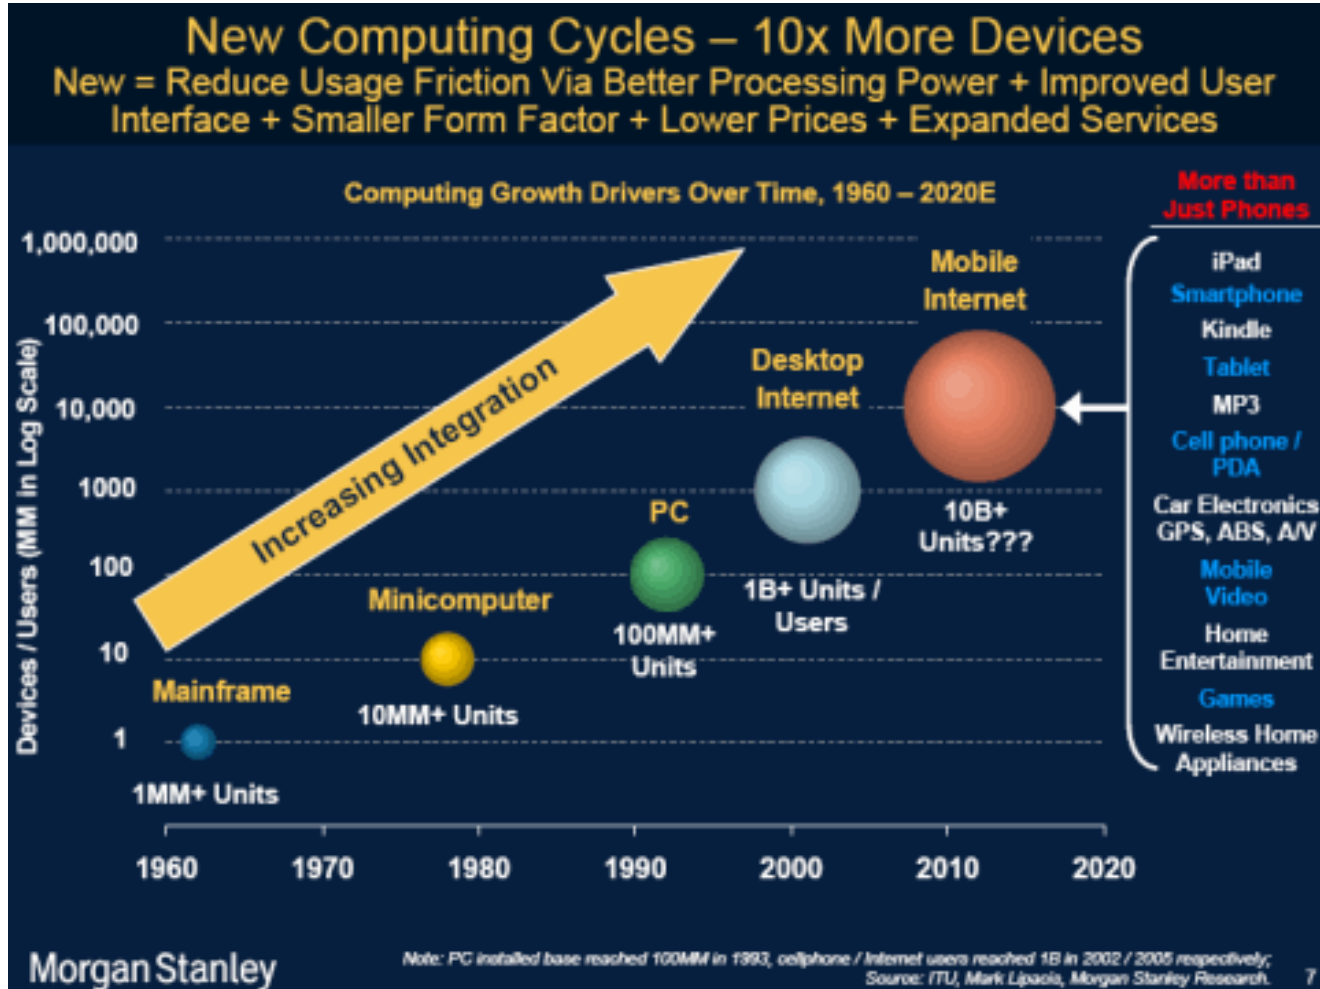 New Computing Cycles – 10x More Devices
New = Reduce Usage Friction Via Better Processing Power + Improved User
Interface + Smaller Form Factor + Lower Prices + Expanded Services
Computing Growth Drivers Over Time, 1960 – 2020E
More than
Just Phones
Devices / Users (MM in Log Scale)
1,000,000
100,000
10,000
1000
100
10
1
Increasing Integration
Mainframe
1MM+ Units
Minicomputer
10MM+ Units
PC
100MM+
Units
Desktop
Internet
1B+ Units /
Users
Mobile
Internet
10B+
Units???
iPad
Smartphone
Kindle
Tablet
MP3
Cell phone /
PDA
Car Electronics
GPS, ABS, A/V
Mobile
Video
Home
Entertainment
Games
Wireless Home
Appliances
1960
1970
1980
1990
2000
2010
2020
Morgan Stanley
Note: PC installed base reached 100MM in 1993, cellphone / Internet users reached 1B in 2002 / 2005 respectively;
Source: ITU, Mark Lipacis, Morgan Stanley Research.
7